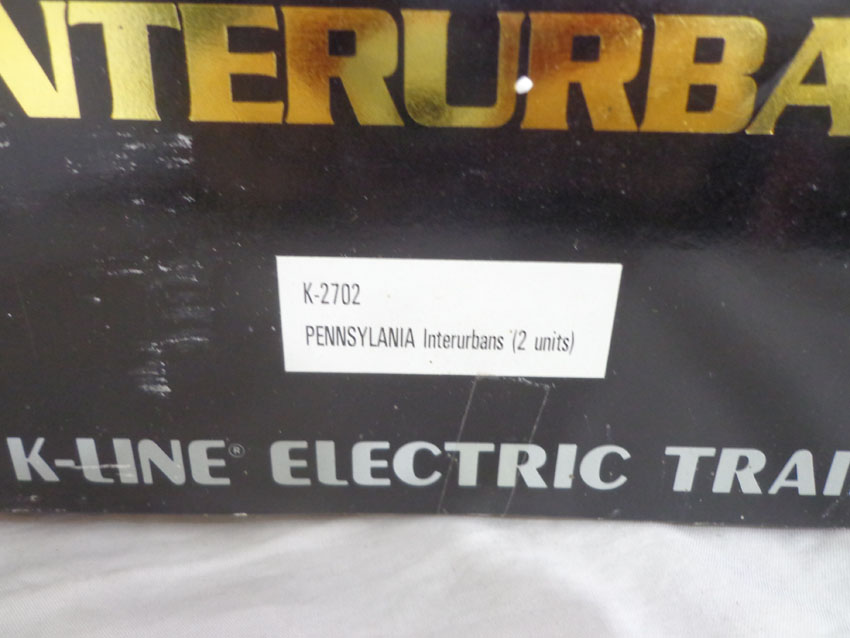 NTERURBA
K-2702
PENNSYLANIA Interurbans (2 units)
K-LINE® ELECTRIC TRAI